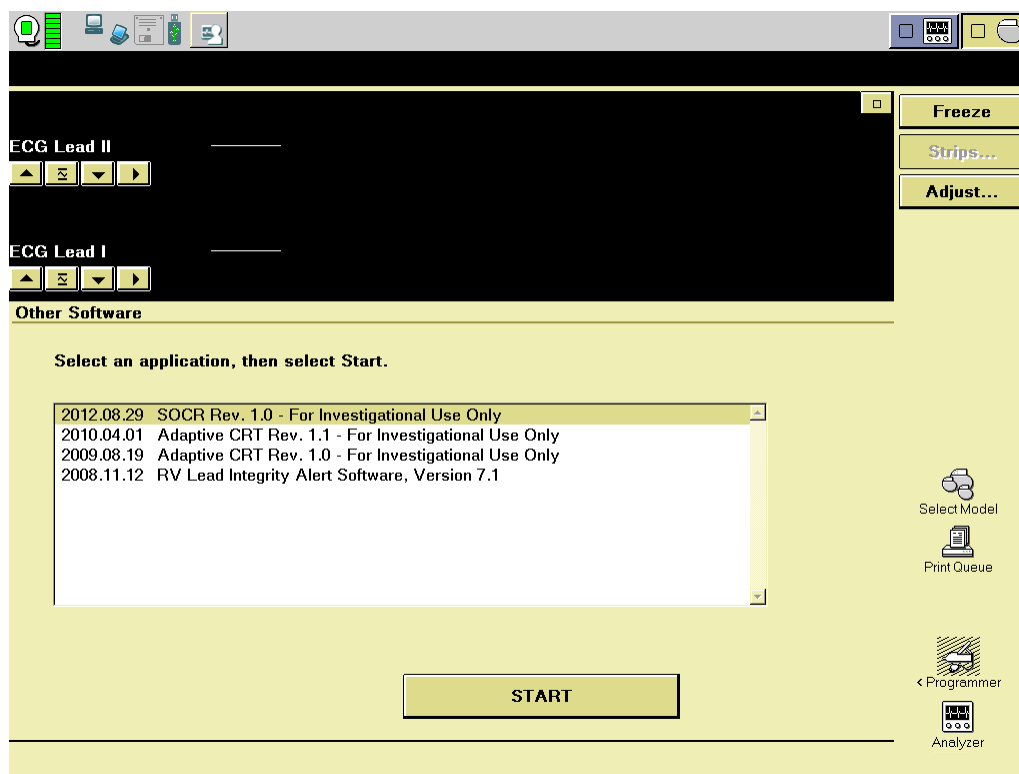 Freeze
ECG Lead II
Strips...
Adjust...
ECG Lead I
Other Software
Select an application, then select Start.
2012.08.29 SOCR Rev. 1.0 - For Investigational Use Only
2010.04.01 Adaptive CRT Rev. 1.1 - For Investigational Use Only
2009.08.19 Adaptive CRT Rev. 1.0 - For Investigational Use Only
2008.11.12 RV Lead Integrity Alert Software, Version 7.1
Select Model
Print Queue
< Programmer
START
Analyzer